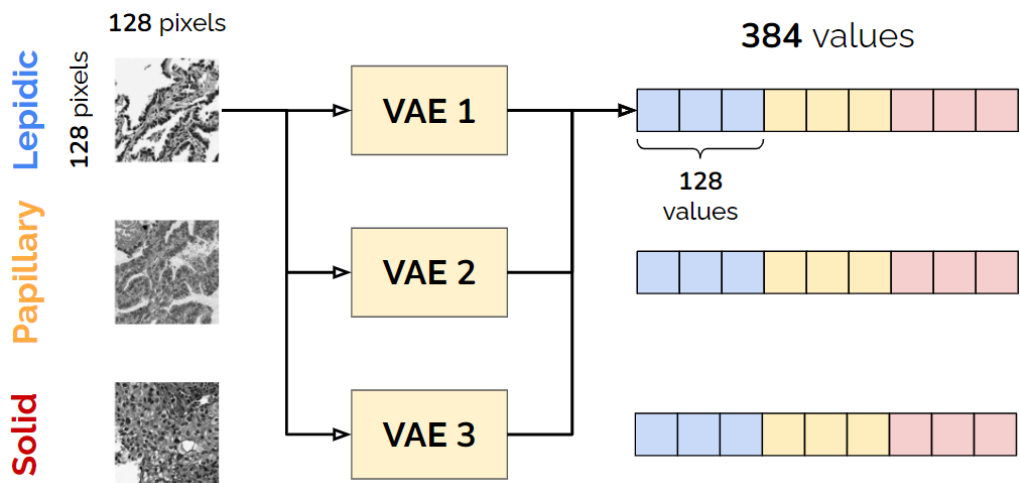 128 pixels
384 values
Lepidic
128 pixels
VAE 1
128
values
Papillary
VAE 2
Solid
VAE 3